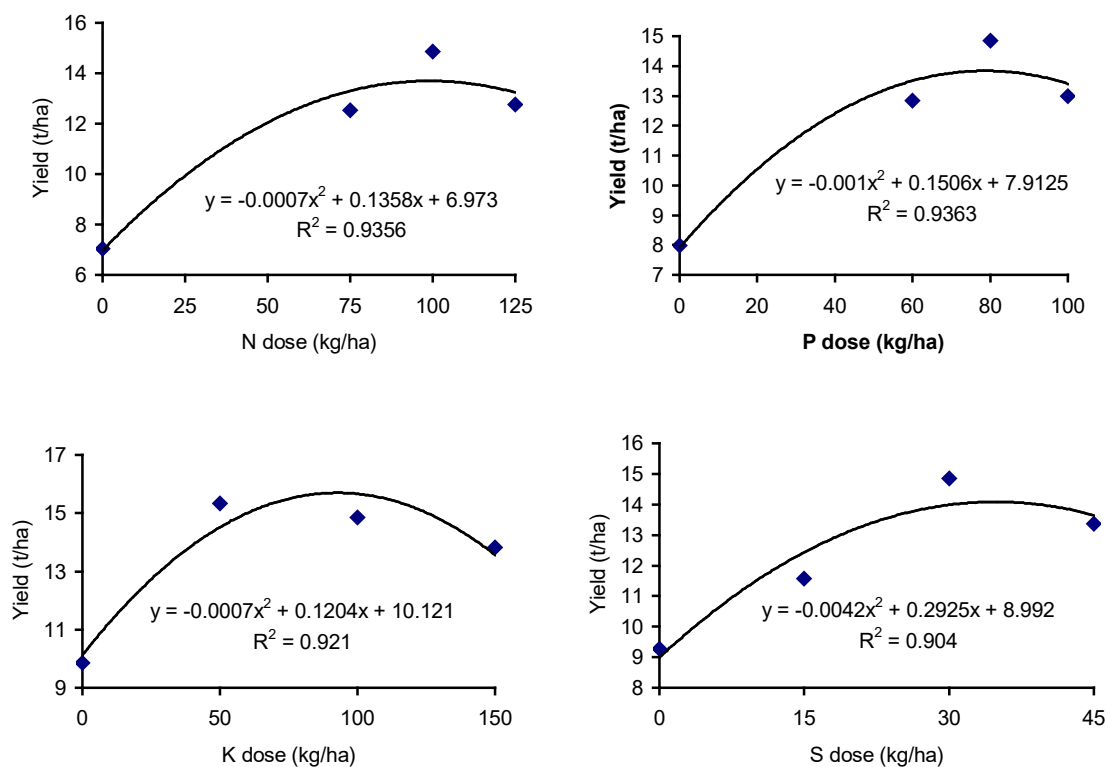 16
14
12
10
8
6
Yield (t/ha)
y = -0.0007x² + 0.1358x + 6.973
R² = 0.9356
0 25 50 75 100 125
N dose (kg/ha)
15
14
13
12
11
10
9
8
7
Yield (t/ha)
y = -0.001x² + 0.1506x + 7.9125
R² = 0.9363
0 20 40 60 80 100
P dose (kg/ha)
17
15
13
11
9
Yield (t/ha)
y = -0.0007x² + 0.1204x + 10.121
R² = 0.921
0 50 100 150
K dose (kg/ha)
16
15
14
13
12
11
10
9
8
Yield (t/ha)
y = -0.0042x² + 0.2925x + 8.992
R² = 0.904
0 15 30 45
S dose (kg/ha)